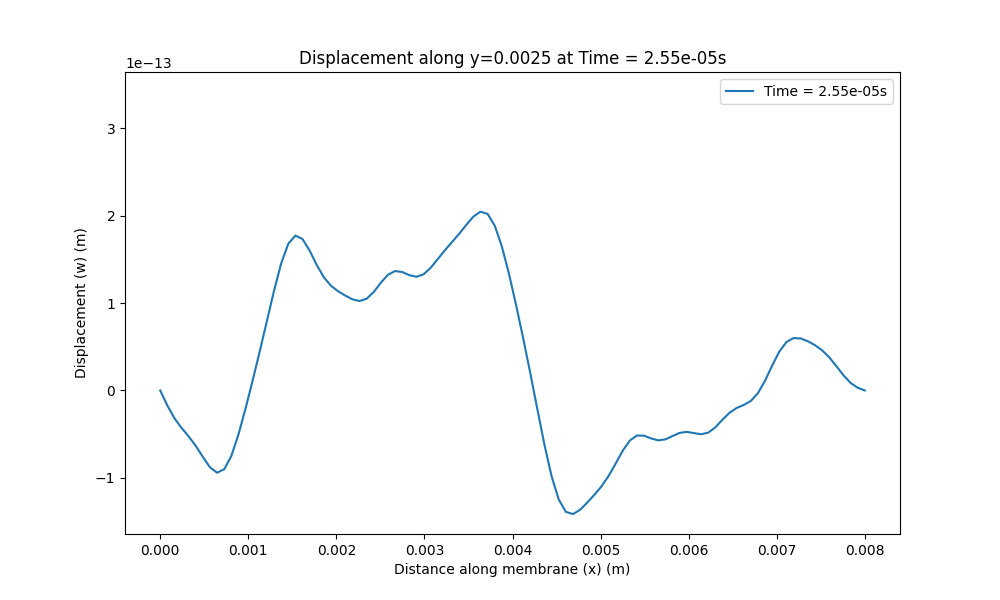 Displacement along y=0.0025 at Time = 2.55e-05s
1e−13
Time = 2.55e-05s
3
2
1
0
−1
Displacement (w) (m)
0.000 0.001 0.002 0.003 0.004 0.005 0.006 0.007 0.008
Distance along membrane (x) (m)